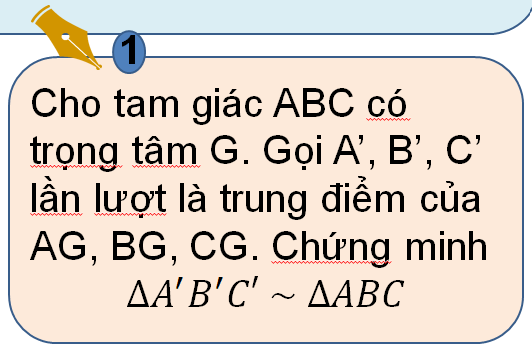 1
Cho tam giác ABC có
trọng tâm G. Gọi A’, B’, C’
lần lượt là trung điểm của
AG, BG, CG. Chứng minh
ΔA′B′C′ ~ ΔABC